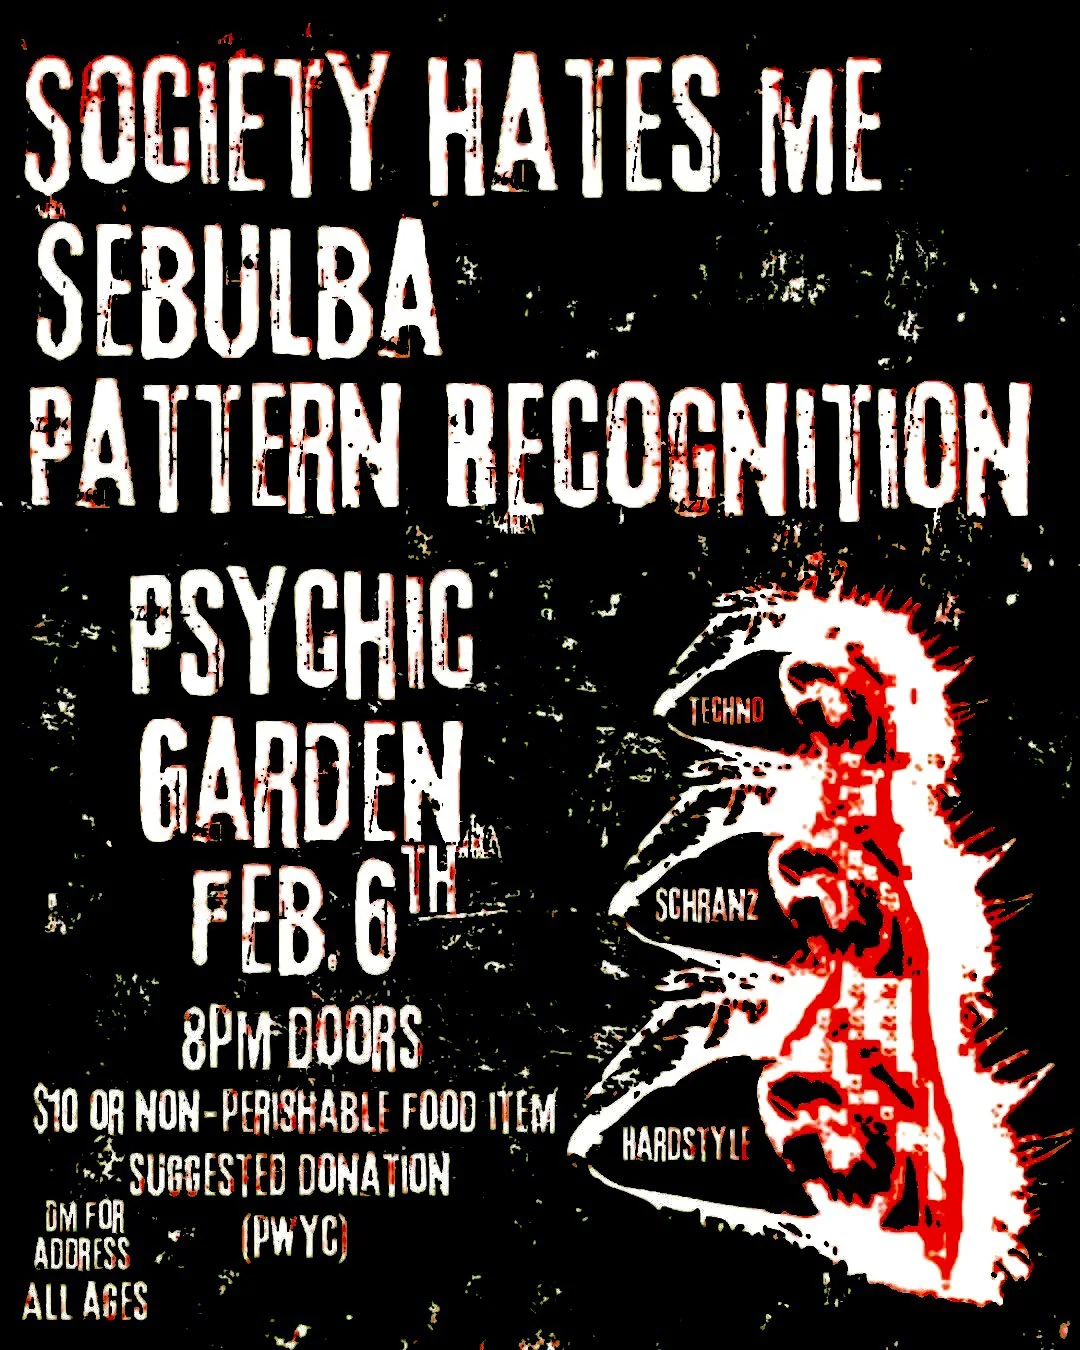 SOCIETY HATES ME
SEBULBA
PATTERN RECOGNITION
PSYCHIC
GARDEN
FEB. 6TH
8PM DOORS
$10 OR NON-PERISHABLE FOOD ITEM
SUGGESTED DONATION
(PWYC)
DM FOR
ADDRESS
ALL AGES
TECHNO
SCHRANZ
HARDSTYLE